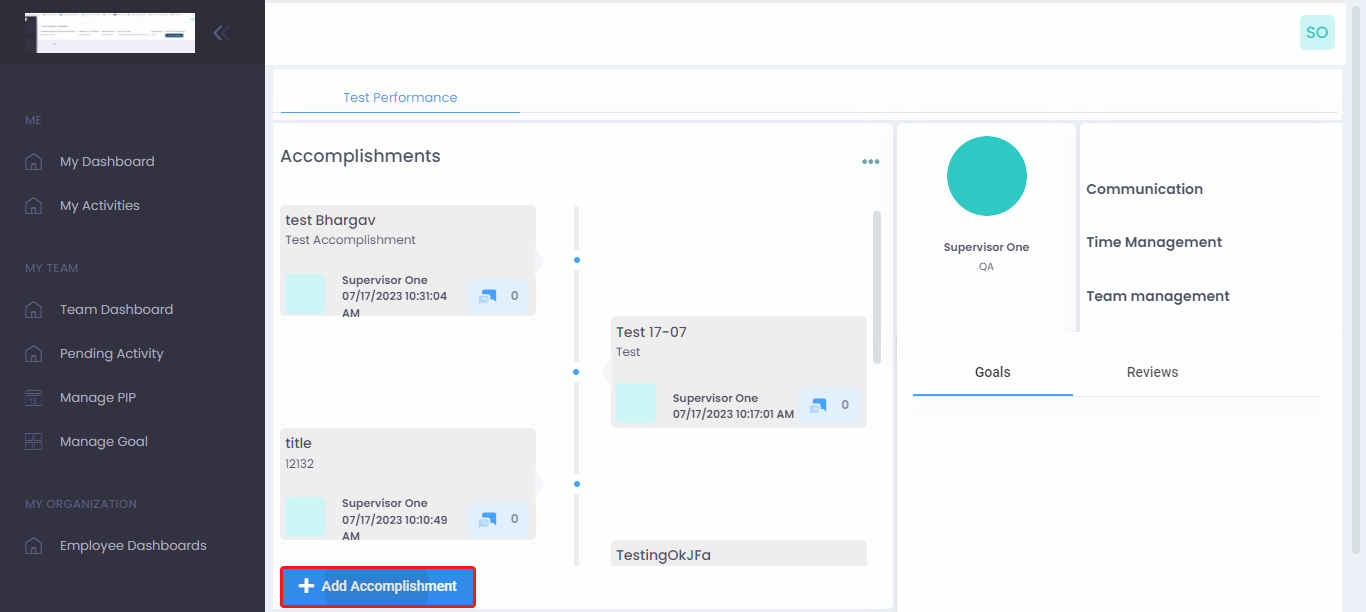 SO
ME
My Dashboard
My Activities
MY TEAM
Team Dashboard
Pending Activity
Manage PIP
Manage Goal
MY ORGANIZATION
Employee Dashboards
Test Performance
Accomplishments
test Bhargav
Test Accomplishment
Supervisor One
07/17/2023 10:31:04
AM
0
Test 17-07
Test
Supervisor One
07/17/2023 10:17:01 AM
0
title
12132
Supervisor One
07/17/2023 10:10:49
AM
0
TestingOkJFa
Add Accomplishment
Supervisor One
QA
Communication
Time Management
Team management
Goals
Reviews